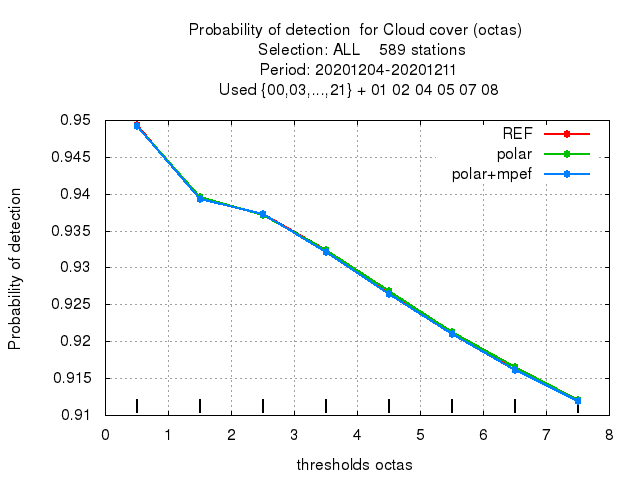 Probability of detection  for Cloud cover (octas)
Selection: ALL    589 stations
Period: 20201204-20201211
Used {00,03,...,21} + 01 02 04 05 07 08
REF
polar
polar+mpef
Probability of detection
0.95
0.945
0.94
0.935
0.93
0.925
0.92
0.915
0.91
0 1 2 3 4 5 6 7 8
thresholds octas